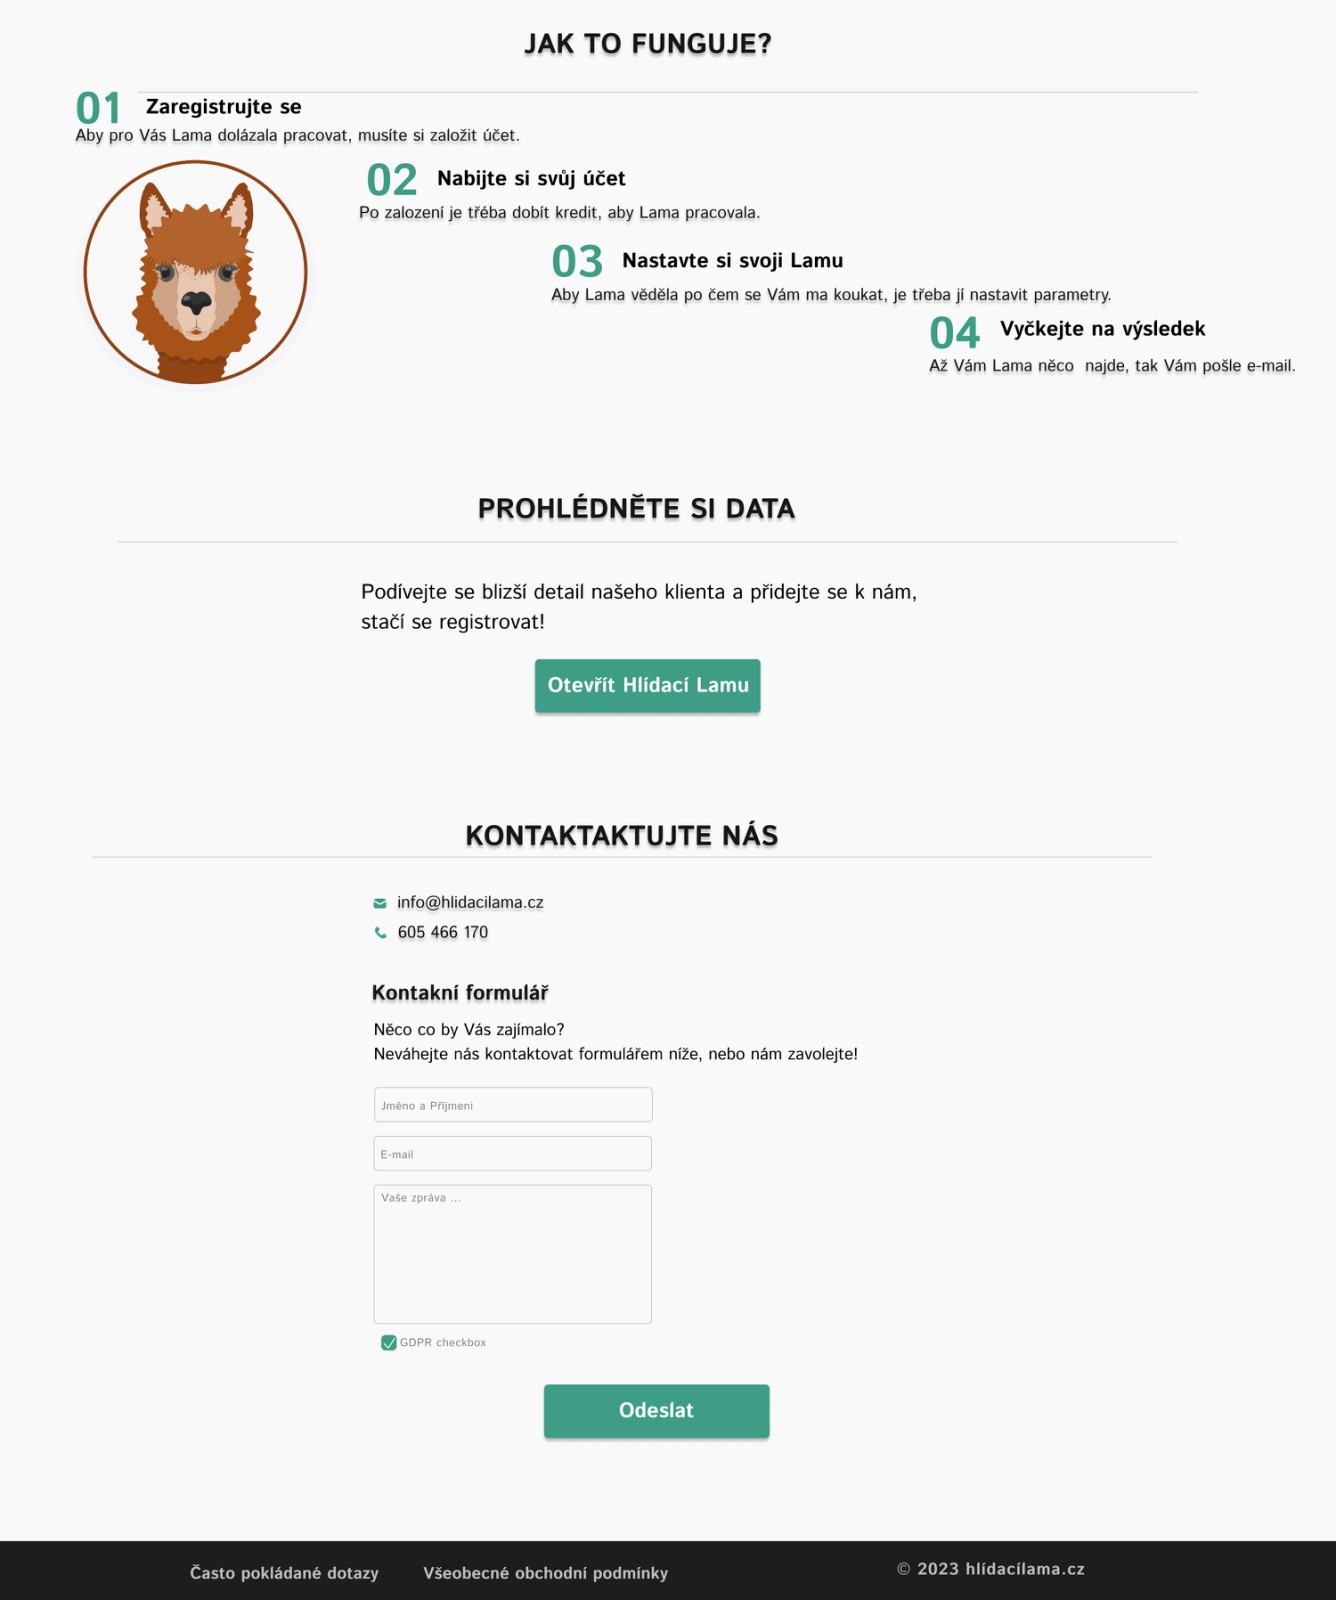 JAK TO FUNGUJE?
01 Zaregistrujte se
Aby pro Vás Lama dolázala pracovat, musíte si založit účet.
02 Nabijte si svůj účet
Po zalození je třéba dobít kredit, aby Lama pracovala.
03 Nastavte si svoji Lamu
Aby Lama věděla po čem se Vám ma koukat, je třeba jí nastavit parametry.
04 Vyčkejte na výsledek
Až Vám Lama něco  najde, tak Vám pošle e-mail.
PROHLÉDNĚTE SI DATA
Podívejte se blizší detail našeho klienta a přidejte se k nám,
stačí se registrovat!
Otevřít Hlídací Lamu
KONTAKTAKTUJTE NÁS
info@hlidacilama.cz
605 466 170
Kontakní formulář
Něco co by Vás zajímalo?
Neváhejte nás kontaktovat formulářem níže, nebo nám zavolejte!
Jméno a Příjmeni
E-mail
Vaše zpráva ...
GDPR checkbox
Odeslat
Často pokládané dotazy Všeobecné obchodní podmínky © 2023 hlídacílama.cz